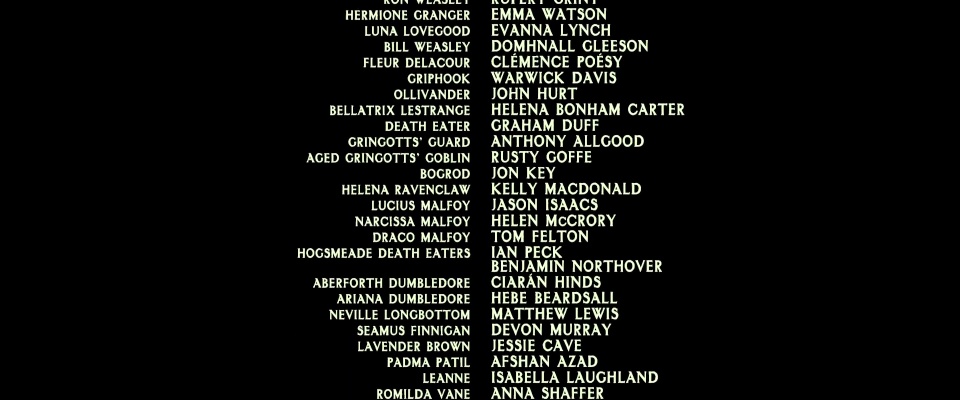 RON WEASLEY RUPERT GRINT
HERMIONE GRANGER EMMA WATSON
LUNA LOVEGOOD EVANNA LYNCH
BILL WEASLEY DOMHNALL GLEESON
FLEUR DELACOUR CLÉMENCE POÉSY
GRIPHOOK WARWICK DAVIS
OLLIVANDER JOHN HURT
BELLATRIX LESTRANGE HELENA BONHAM CARTER
DEATH EATER GRAHAM DUFF
GRINGOTTS' GUARD ANTHONY ALLGOOD
AGED GRINGOTTS' GOBLIN RUSTY GOFFE
BOGROD JON KEY
HELENA RAVENCLAW KELLY MACDONALD
LUCIUS MALFOY JASON ISAACS
NARCISSA MALFOY HELEN McCRORY
DRACO MALFOY TOM FELTON
HOGSMEADE DEATH EATERS IAN PECK
BENJAMIN NORTHOVER
ABERFORTH DUMBLEDORE CIARÁN HINDS
ARIANA DUMBLEDORE HEBE BEARDSALL
NEVILLE LONGBOTTOM MATTHEW LEWIS
SEAMUS FINNIGAN DEVON MURRAY
LAVENDER BROWN JESSIE CAVE
PADMA PATIL AFSHAN AZAD
LEANNE ISABELLA LAUGHLAND
ROMILDA VANE ANNA SHAFFER